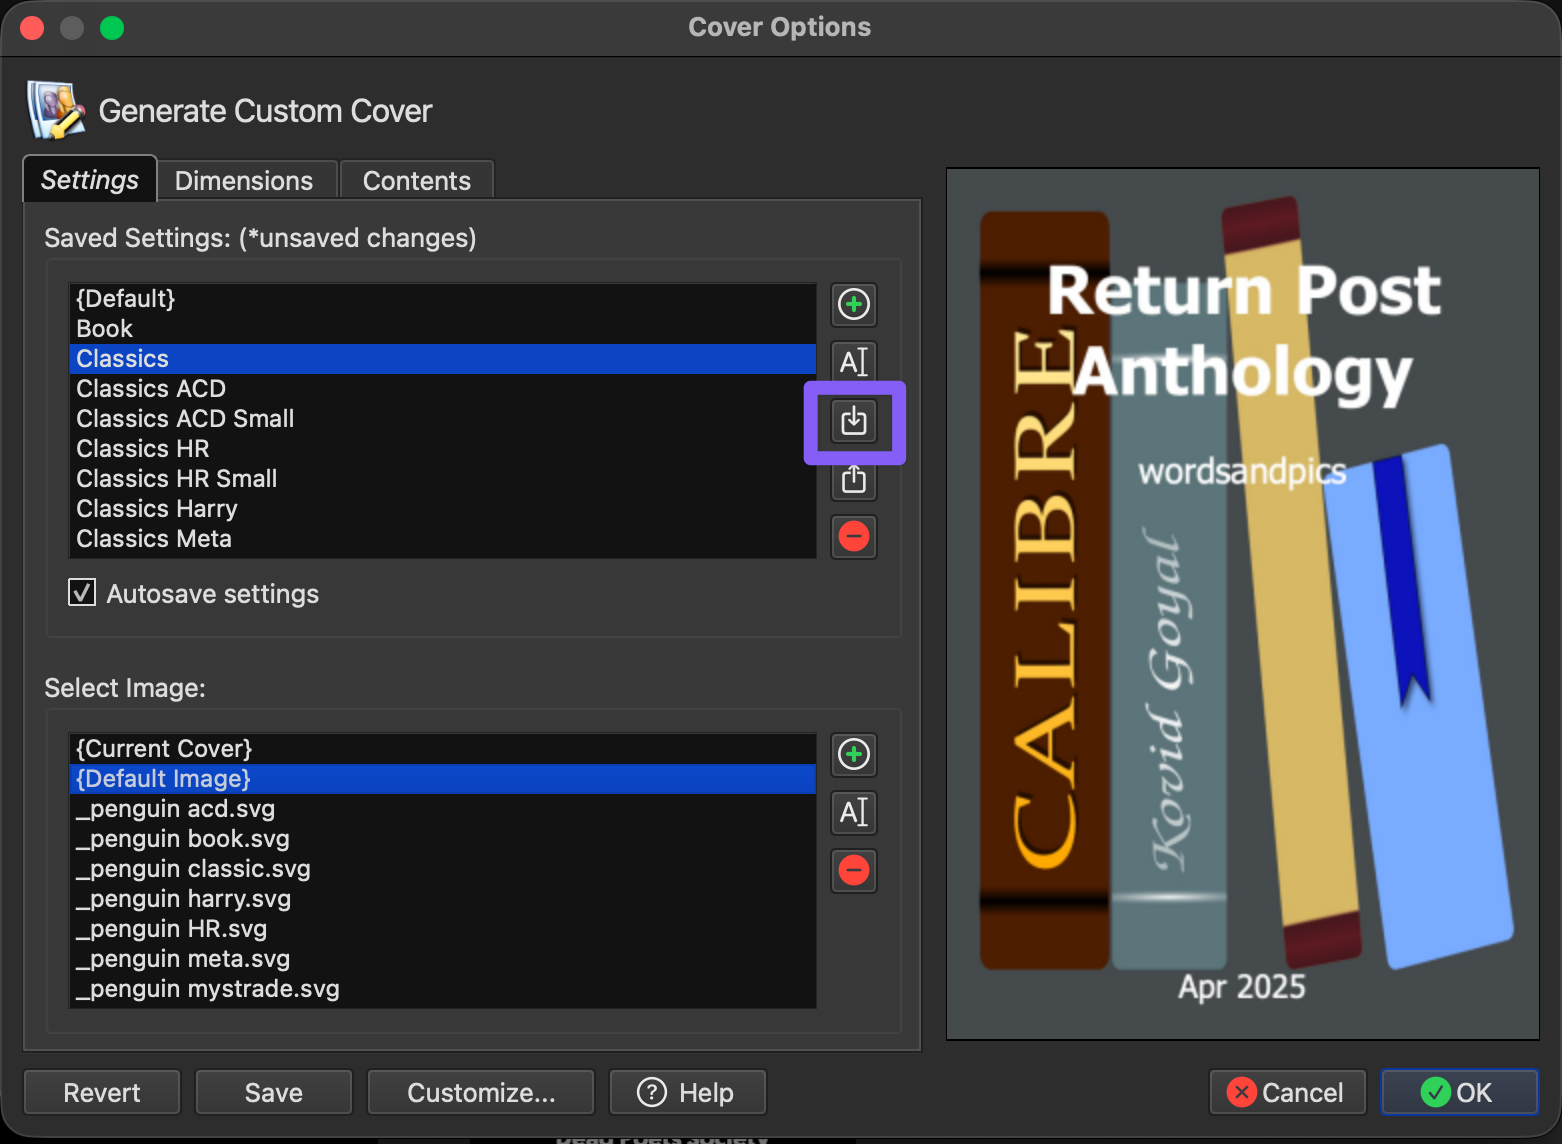 Cover Options
Generate Custom Cover
Settings
Dimensions
Contents
Saved Settings: (*unsaved changes)
{Default}
Book
Classics
Classics ACD
Classics ACD Small
Classics HR
Classics HR Small
Classics Harry
Classics Meta
Autosave settings
Select Image:
{Current Cover}
{Default Image}
_penguin acd.svg
_penguin book.svg
_penguin classic.svg
_penguin harry.svg
_penguin HR.svg
_penguin meta.svg
_penguin mystrade.svg
Revert
Save
Customize...
? Help
Cancel
OK
Return Post
Anthology
wordsandpics
CALIBRE
Kovid Goyal
Apr 2025
Dead Poets Society